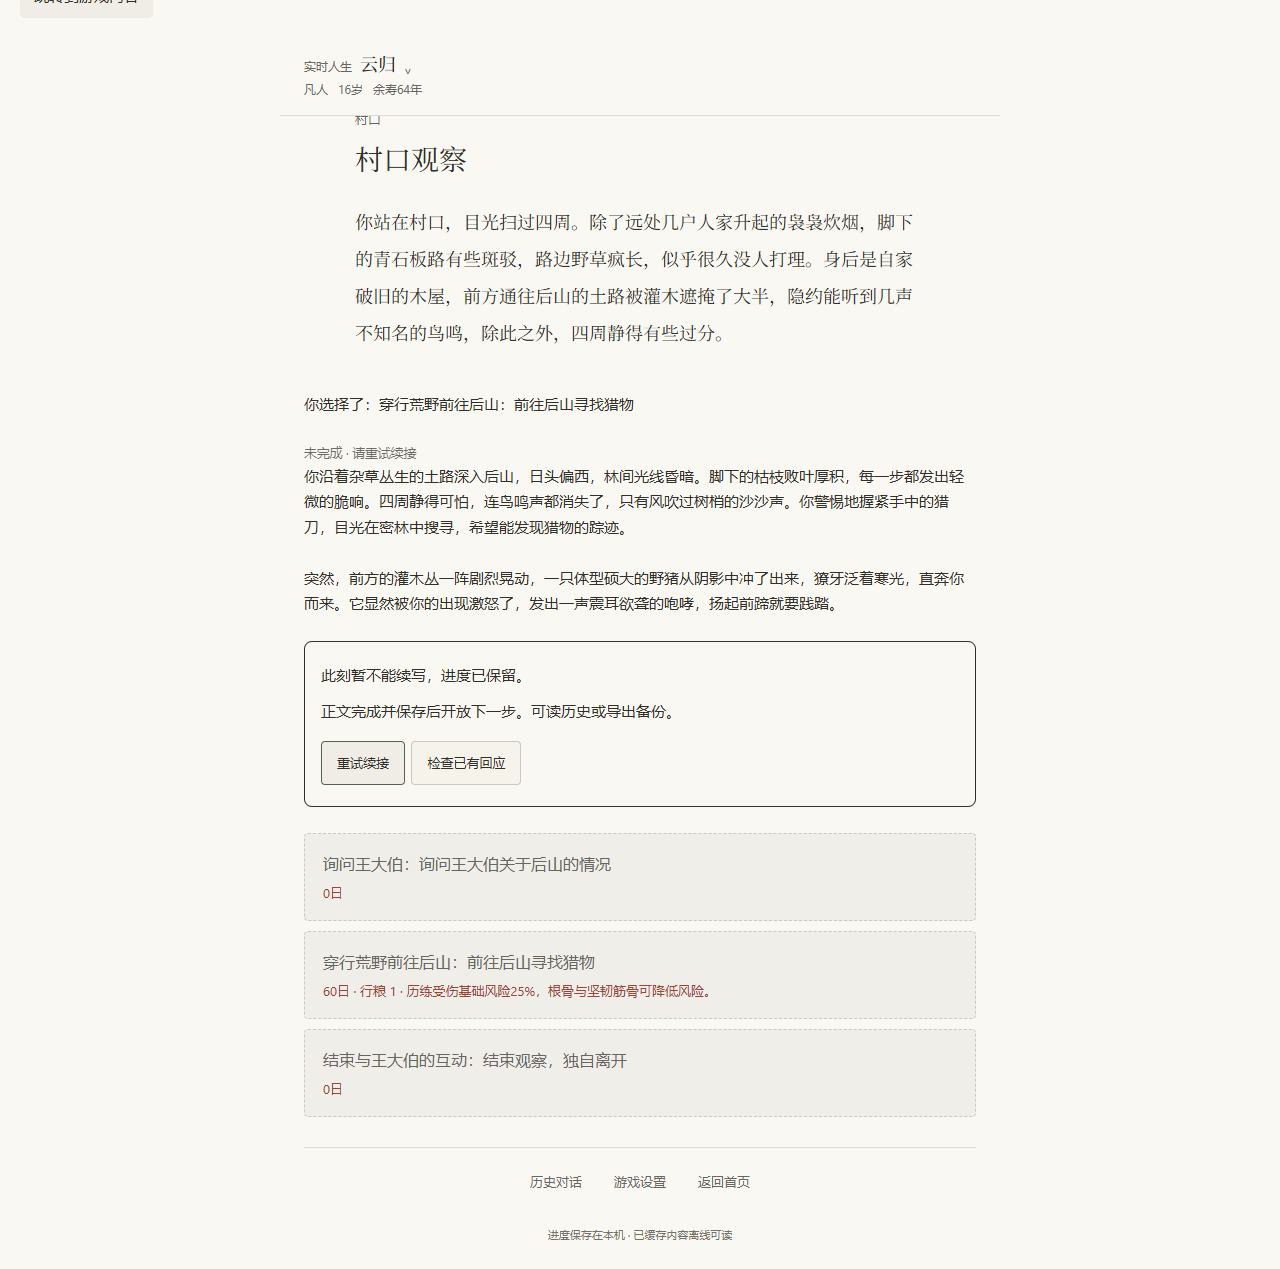 实时人生 云归
凡人 16岁 余寿64年
村口
村口观察
你站在村口，目光扫过四周。除了远处几户人家升起的袅袅炊烟，脚下
的青石板路有些斑驳，路边野草疯长，似乎很久没人打理。身后是自家
破旧的木屋，前方通往后山的土路被灌木遮掩了大半，隐约能听到几声
不知名的鸟鸣，除此之外，四周静得有些过分。
你选择了：穿行荒野前往后山：前往后山寻找猎物
未完成 · 请重试续接
你沿着杂草丛生的土路深入后山，日头偏西，林间光线昏暗。脚下的枯枝败叶厚积，每一步都发出轻
微的脆响。四周静得可怕，连鸟鸣声都消失了，只有风吹过树梢的沙沙声。你警惕地握紧手中的猎
刀，目光在密林中搜寻，希望能发现猎物的踪迹。
突然，前方的灌木丛一阵剧烈晃动，一只体型硕大的野猪从阴影中冲了出来，獠牙泛着寒光，直奔你
而来。它显然被你的出现激怒了，发出一声震耳欲聋的咆哮，扬起前蹄就要践踏。
此刻暂不能续写，进度已保留。
正文完成并保存后开放下一步。可读历史或导出备份。
重试续接 检查已有回应
询问王大伯：询问王大伯关于后山的情况
0日
穿行荒野前往后山：前往后山寻找猎物
60日 · 行粮 1 · 历练受伤基础风险25%，根骨与坚韧筋骨可降低风险。
结束与王大伯的互动：结束观察，独自离开
0日
历史对话 游戏设置 返回首页
进度保存在本机 · 已缓存内容离线可读